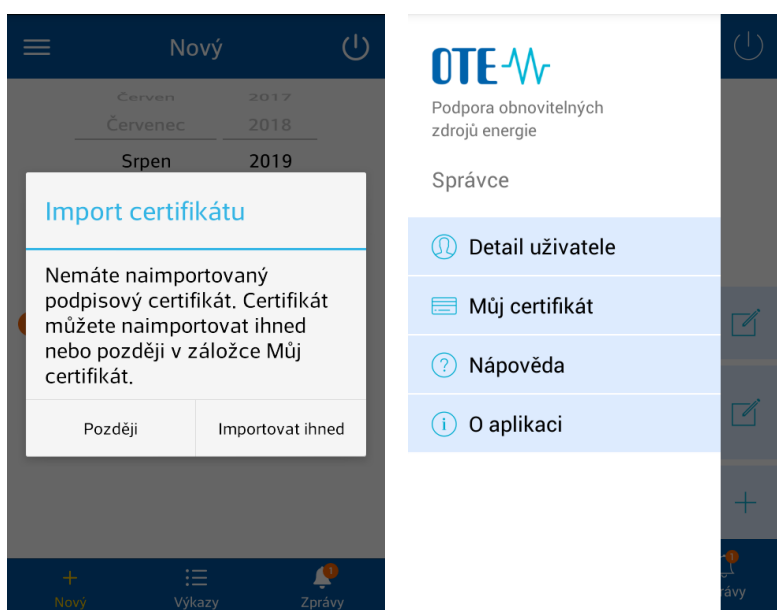 Nový
Červen 2017
Červenec 2018
Srpen 2019
Import certifikátu
Nemáte naimportovaný
podpisový certifikát. Certifikát
můžete naimportovat ihned
nebo později v záložce Můj
certifikát.
Později Importovat ihned
Nový Výkazy Zprávy
1
OTE
Podpora obnovitelných
zdrojů energie
Správce
Detail uživatele
Můj certifikát
Nápověda
O aplikaci
1
rávy